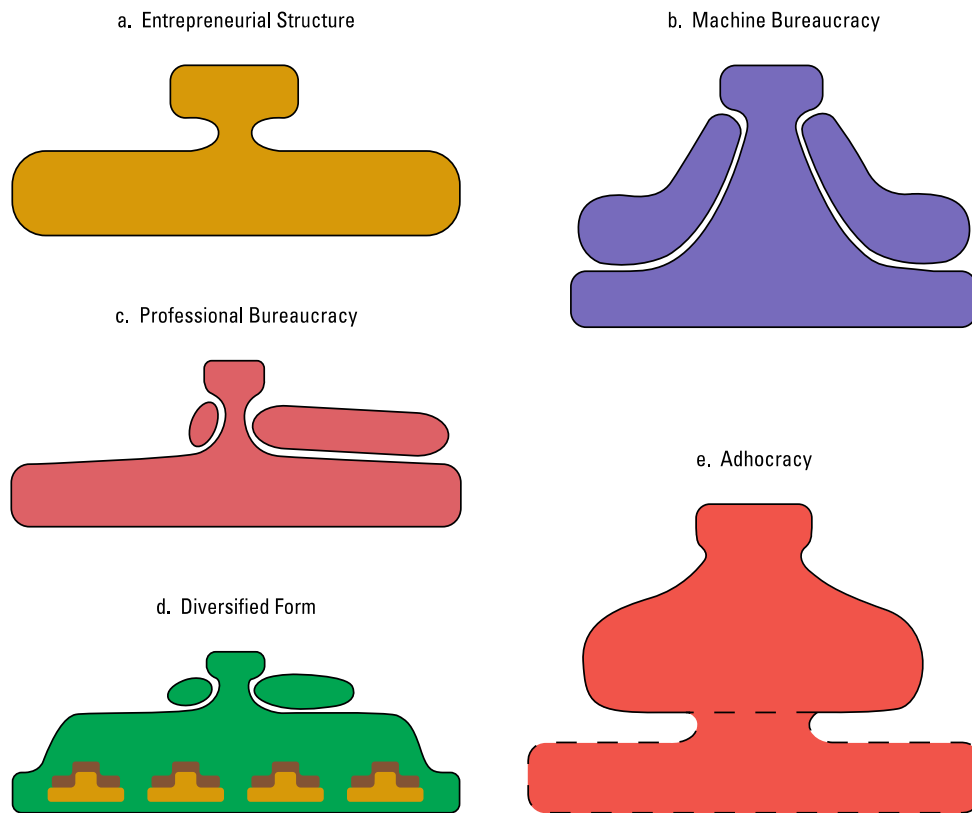 a. Entrepreneurial Structure
b. Machine Bureaucracy
c. Professional Bureaucracy
d. Diversified Form
e. Adhocracy